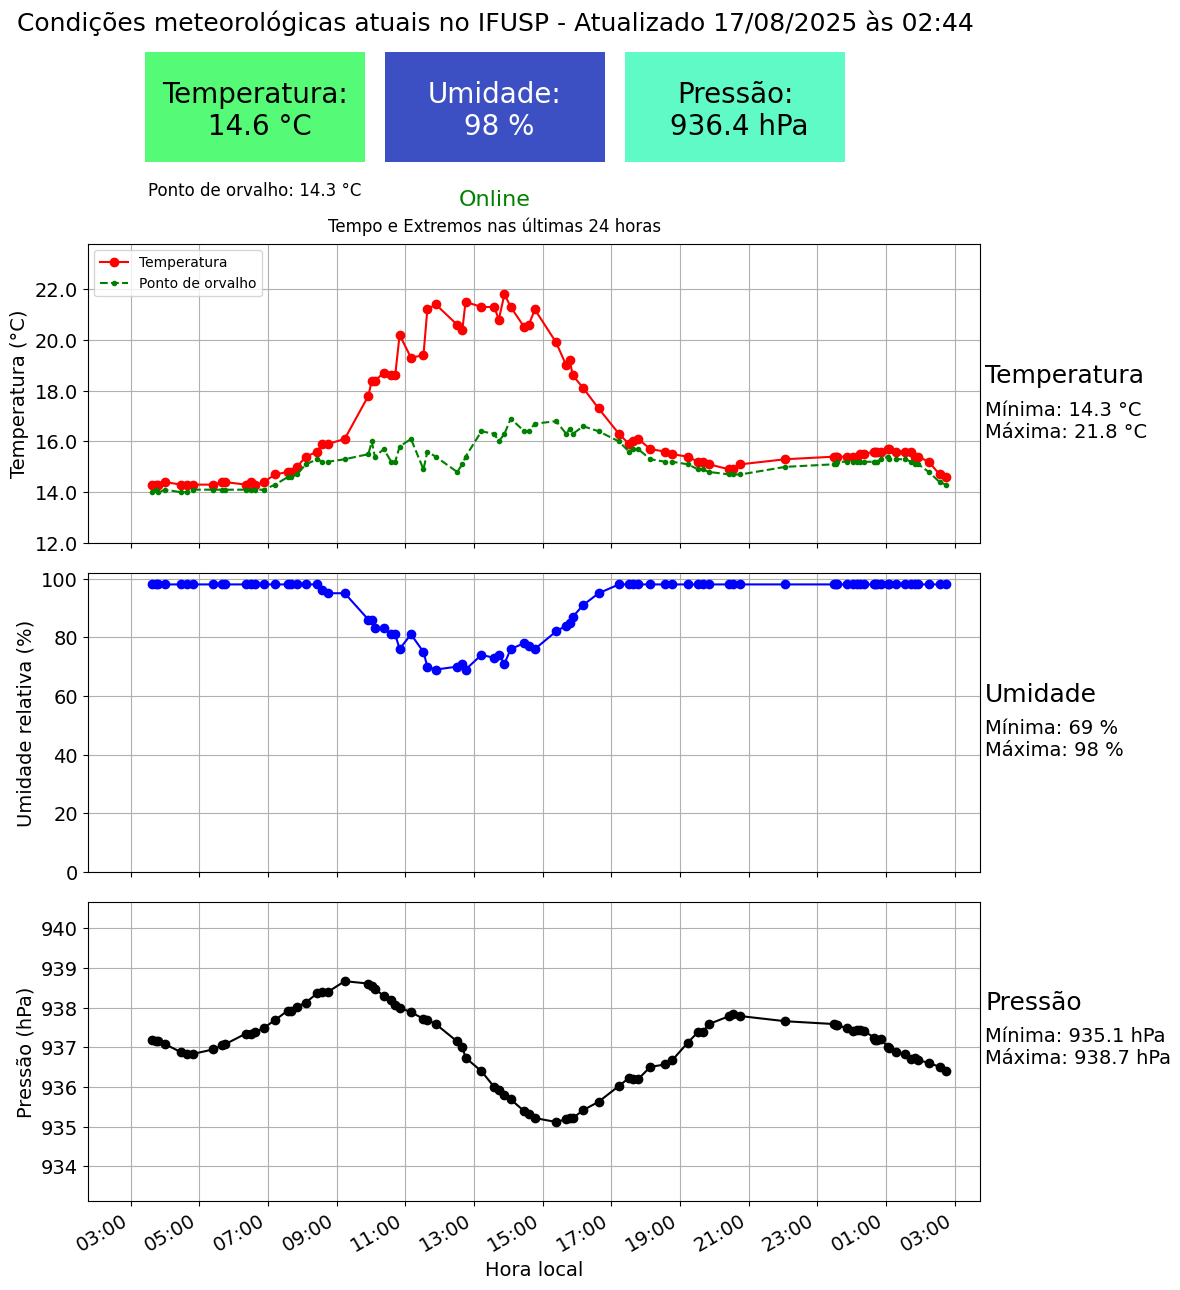 Condições meteorológicas atuais no IFUSP - Atualizado 17/08/2025 às 02:44
Temperatura:
14.6 °C
Umidade:
98 %
Pressão:
936.4 hPa
Ponto de orvalho: 14.3 °C
Online
Tempo e Extremos nas últimas 24 horas
Temperatura
Ponto de orvalho
Temperatura (°C)
22.0
20.0
18.0
16.0
14.0
12.0
Temperatura
Mínima: 14.3 °C
Máxima: 21.8 °C
Umidade relativa (%)
100
80
60
40
20
0
Umidade
Mínima: 69 %
Máxima: 98 %
Pressão (hPa)
940
939
938
937
936
935
934
Pressão
Mínima: 935.1 hPa
Máxima: 938.7 hPa
03:00
05:00
07:00
09:00
11:00
13:00
15:00
17:00
19:00
21:00
23:00
01:00
03:00
Hora local